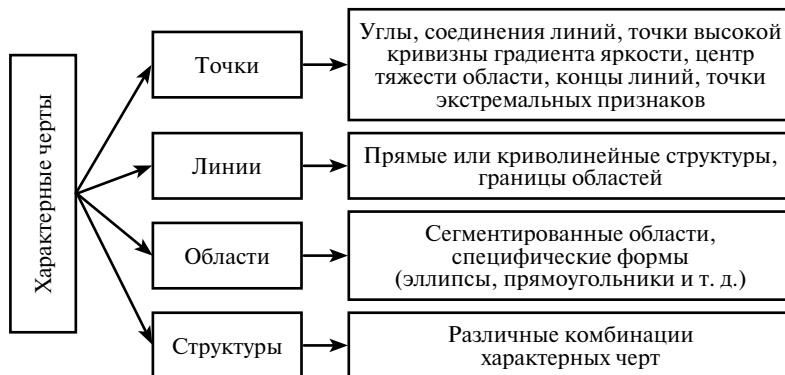 Характерные черты
Точки
Углы, соединения линий, точки высокой
кривизны градиента яркости, центр
тяжести области, концы линий, точки
экстремальных признаков
Линии
Прямые или криволинейные структуры,
границы областей
Области
Сегментированные области,
специфические формы
(эллипсы, прямоугольники и т. д.)
Структуры
Различные комбинации
характерных черт